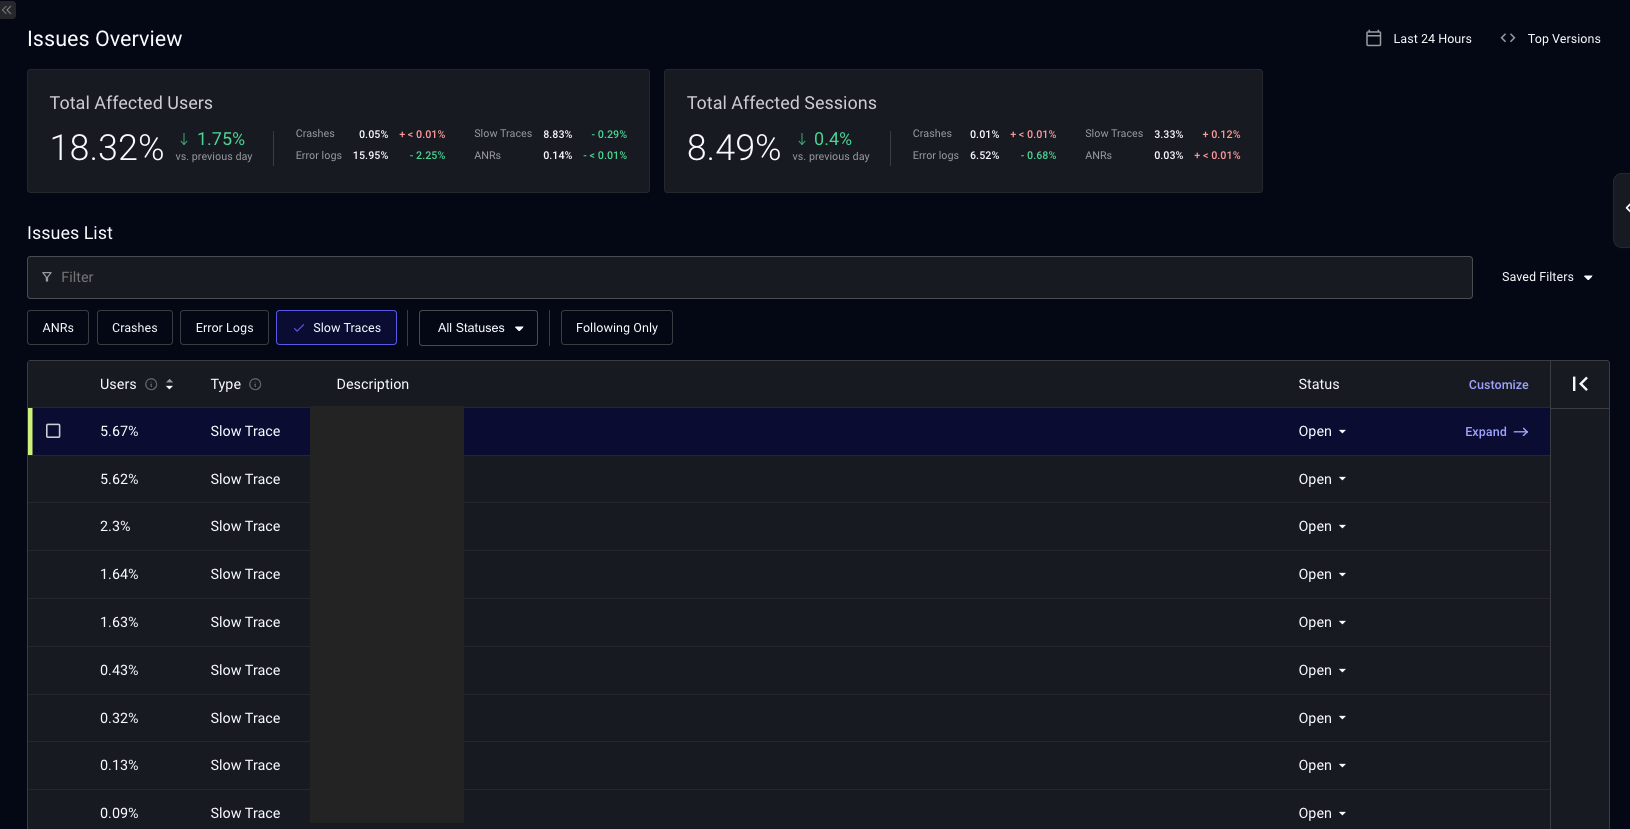 Issues Overview
Last 24 Hours
Top Versions
Total Affected Users
18.32% ↓ 1.75% vs. previous day
Crashes 0.05% + < 0.01% Slow Traces 8.83% - 0.29%
Error logs 15.95% - 2.25% ANRs 0.14% - < 0.01%
Total Affected Sessions
8.49% ↓ 0.4% vs. previous day
Crashes 0.01% + < 0.01% Slow Traces 3.33% + 0.12%
Error logs 6.52% - 0.68% ANRs 0.03% + < 0.01%
Issues List
Filter
Saved Filters
ANRs Crashes Error Logs Slow Traces All Statuses Following Only
Users Type Description Status Customize
5.67% Slow Trace Open Expand →
5.62% Slow Trace Open
2.3% Slow Trace Open
1.64% Slow Trace Open
1.63% Slow Trace Open
0.43% Slow Trace Open
0.32% Slow Trace Open
0.13% Slow Trace Open
0.09% Slow Trace Open